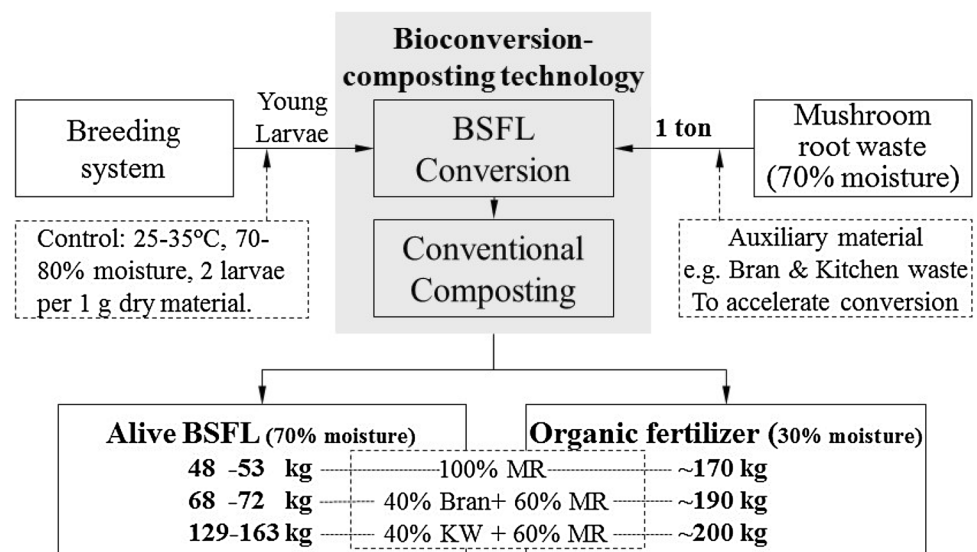 Bioconversion-
composting technology
Breeding
system
Young
Larvae
BSFL
Conversion
1 ton
Mushroom
root waste
(70% moisture)
Control: 25-35ºC, 70-
80% moisture, 2 larvae
per 1 g dry material.
Conventional
Composting
Auxiliary material
e.g. Bran & Kitchen waste
To accelerate conversion
Alive BSFL (70% moisture)
Organic fertilizer (30% moisture)
48 -53 kg 100% MR ~170 kg
68 -72 kg 40% Bran+ 60% MR ~190 kg
129-163 kg 40% KW + 60% MR ~200 kg